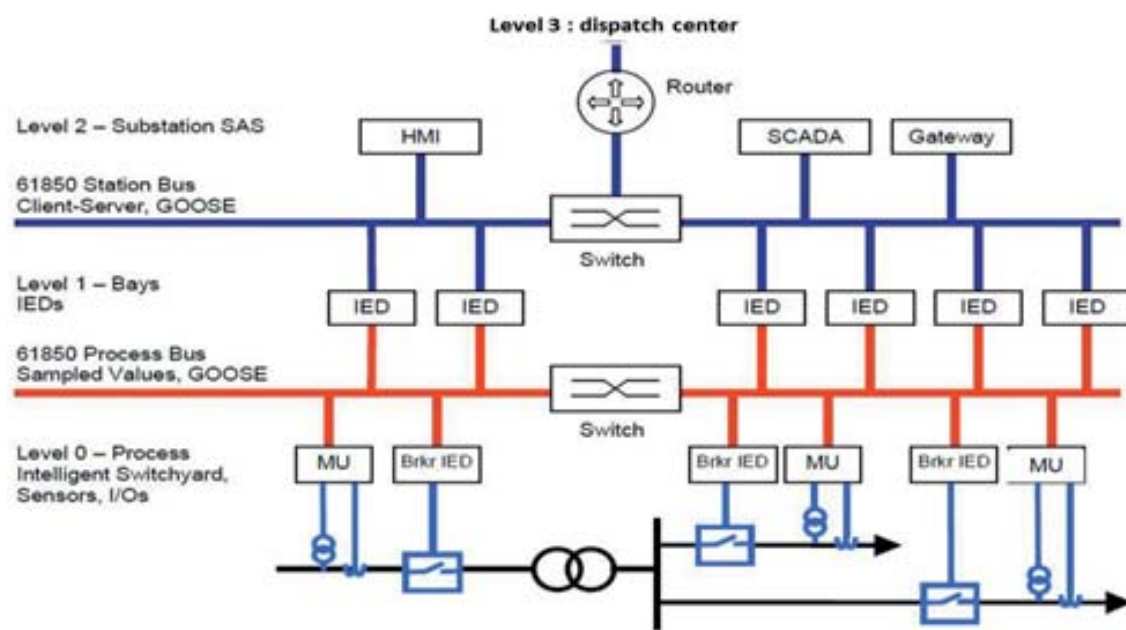 Level 3 : dispatch center
Router
Level 2 – Substation SAS
HMI
SCADA
Gateway
61850 Station Bus
Client-Server, GOOSE
Switch
Level 1 – Bays
IEDs
IED
IED
IED
IED
IED
IED
61850 Process Bus
Sampled Values, GOOSE
Switch
Level 0 – Process
Intelligent Switchyard,
Sensors, I/Os
MU
Brkr IED
Brkr IED
MU
Brkr IED
MU